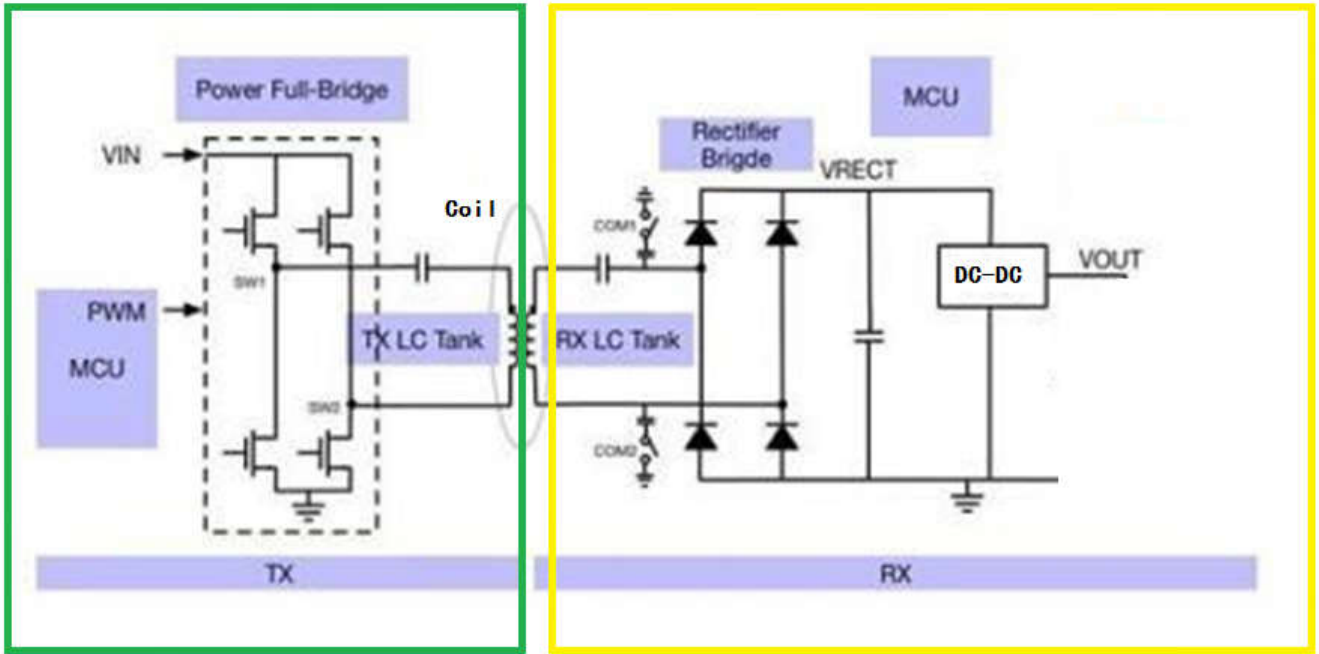 Power Full-Bridge
VIN
SW1
PWM
MCU
SW2
TX LC Tank
Coil
TX
RX LC Tank
COM1
COM2
Rectifier
Brigde
VRECT
MCU
DC-DC
VOUT
RX